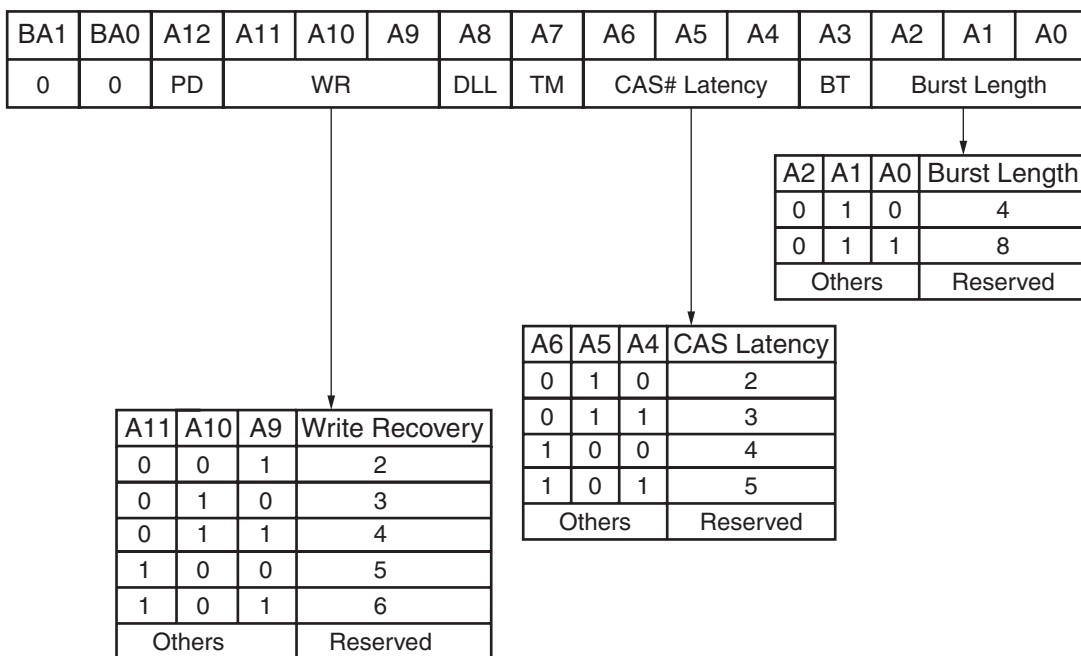 BA1 BA0 A12 A11 A10 A9 A8 A7 A6 A5 A4 A3 A2 A1 A0
0 0 PD WR DLL TM CAS# Latency BT Burst Length
A2 A1 A0 Burst Length
0 1 0 4
0 1 1 8
Others Reserved
A6 A5 A4 CAS Latency
0 1 0 2
0 1 1 3
1 0 0 4
1 0 1 5
Others Reserved
A11 A10 A9 Write Recovery
0 0 1 2
0 1 0 3
0 1 1 4
1 0 0 5
1 0 1 6
Others Reserved